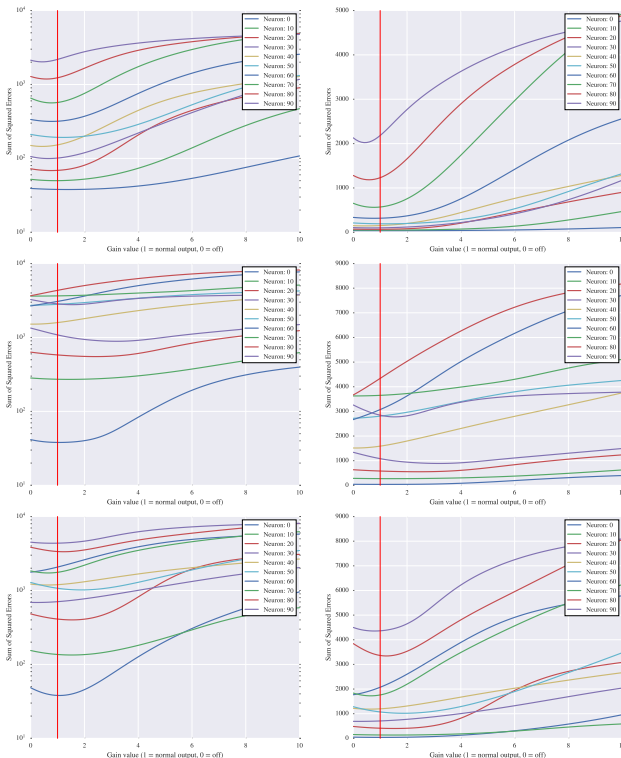 10⁴
10³
10²
10¹
Sum of Squared Errors
0 2 4 6 8 10
Gain value (1 = normal output, 0 = off)
Neuron: 0
Neuron: 10
Neuron: 20
Neuron: 30
Neuron: 40
Neuron: 50
Neuron: 60
Neuron: 70
Neuron: 80
Neuron: 90
5000
4000
3000
2000
1000
0
Sum of Squared Errors
0 2 4 6 8 10
Gain value (1 = normal output, 0 = off)
Neuron: 0
Neuron: 10
Neuron: 20
Neuron: 30
Neuron: 40
Neuron: 50
Neuron: 60
Neuron: 70
Neuron: 80
Neuron: 90
10⁴
10³
10²
10¹
Sum of Squared Errors
0 2 4 6 8 10
Gain value (1 = normal output, 0 = off)
Neuron: 0
Neuron: 10
Neuron: 20
Neuron: 30
Neuron: 40
Neuron: 50
Neuron: 60
Neuron: 70
Neuron: 80
Neuron: 90
9000
8000
7000
6000
5000
4000
3000
2000
1000
0
Sum of Squared Errors
0 2 4 6 8 10
Gain value (1 = normal output, 0 = off)
Neuron: 0
Neuron: 10
Neuron: 20
Neuron: 30
Neuron: 40
Neuron: 50
Neuron: 60
Neuron: 70
Neuron: 80
Neuron: 90
10⁴
10³
10²
10¹
Sum of Squared Errors
0 2 4 6 8 10
Gain value (1 = normal output, 0 = off)
Neuron: 0
Neuron: 10
Neuron: 20
Neuron: 30
Neuron: 40
Neuron: 50
Neuron: 60
Neuron: 70
Neuron: 80
Neuron: 90
9000
8000
7000
6000
5000
4000
3000
2000
1000
0
Sum of Squared Errors
0 2 4 6 8 10
Gain value (1 = normal output, 0 = off)
Neuron: 0
Neuron: 10
Neuron: 20
Neuron: 30
Neuron: 40
Neuron: 50
Neuron: 60
Neuron: 70
Neuron: 80
Neuron: 90